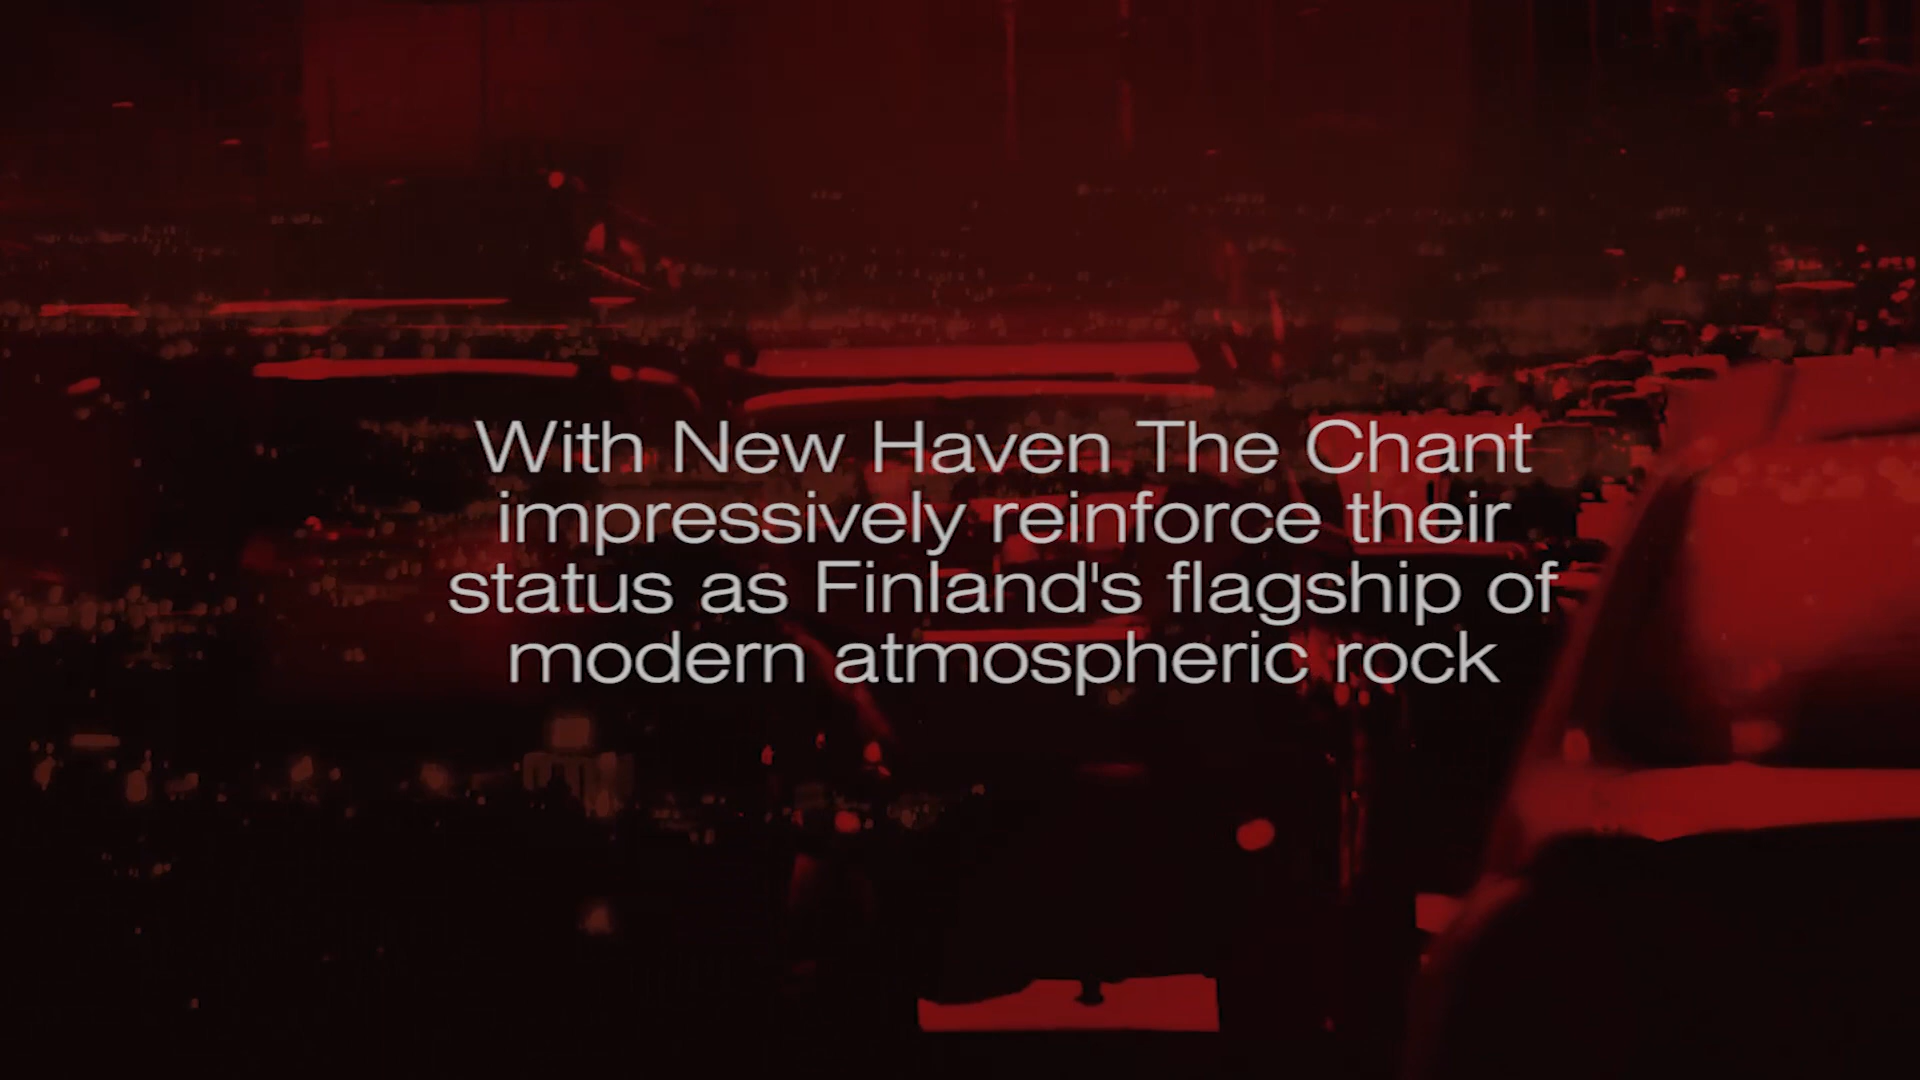 With New Haven The Chant
impressively reinforce their
status as Finland's flagship of
modern atmospheric rock